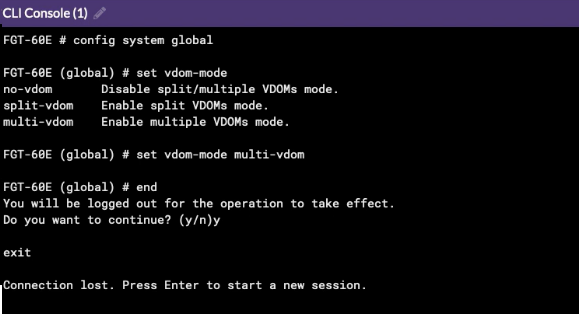 CLI Console (1)
FGT-60E # config system global
FGT-60E (global) # set vdom-mode
no-vdom Disable split/multiple VDOMs mode.
split-vdom Enable split VDOMs mode.
multi-vdom Enable multiple VDOMs mode.
FGT-60E (global) # set vdom-mode multi-vdom
FGT-60E (global) # end
You will be logged out for the operation to take effect.
Do you want to continue? (y/n)y
exit
Connection lost. Press Enter to start a new session.